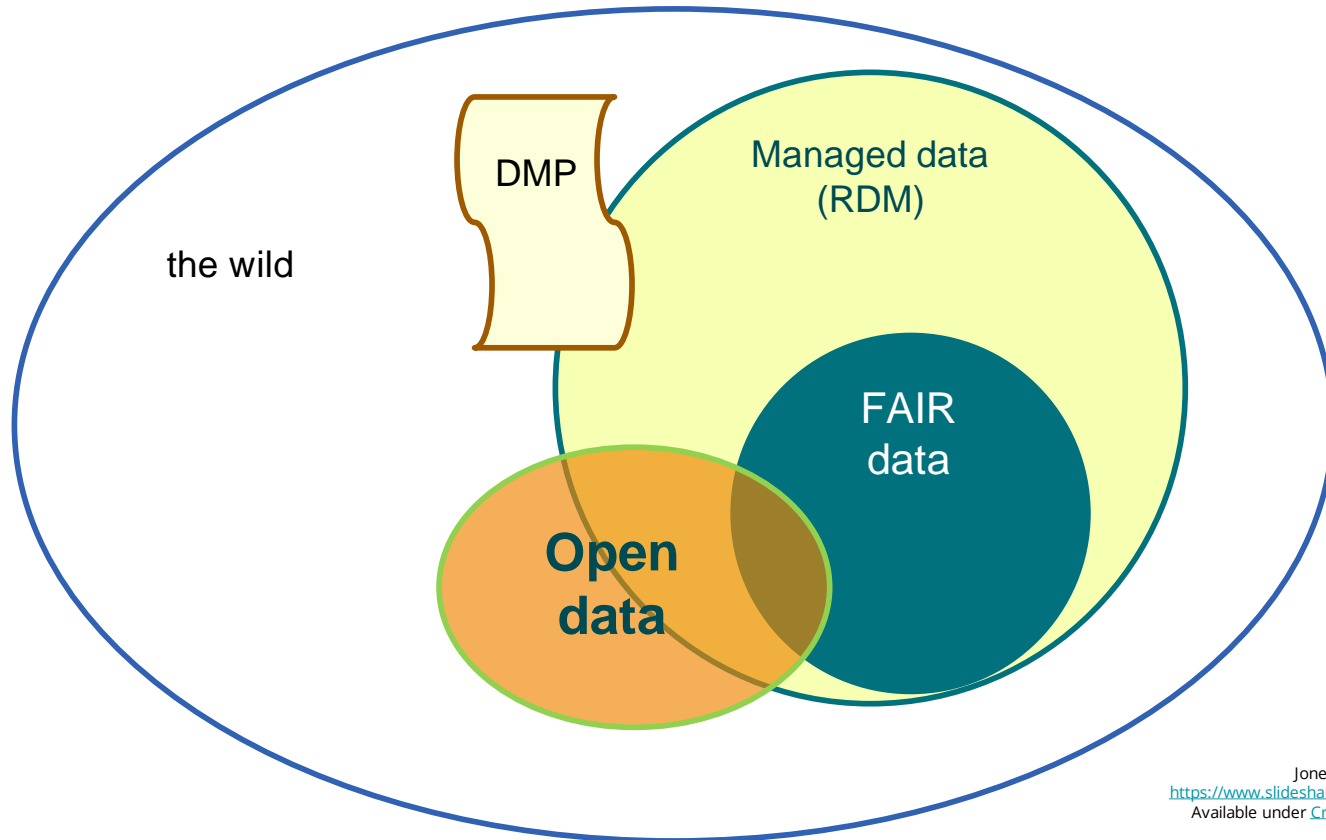 DMP
Managed data
(RDM)
the wild
FAIR
data
Open
data
Jone
https://www.slidesha
Available under Cr